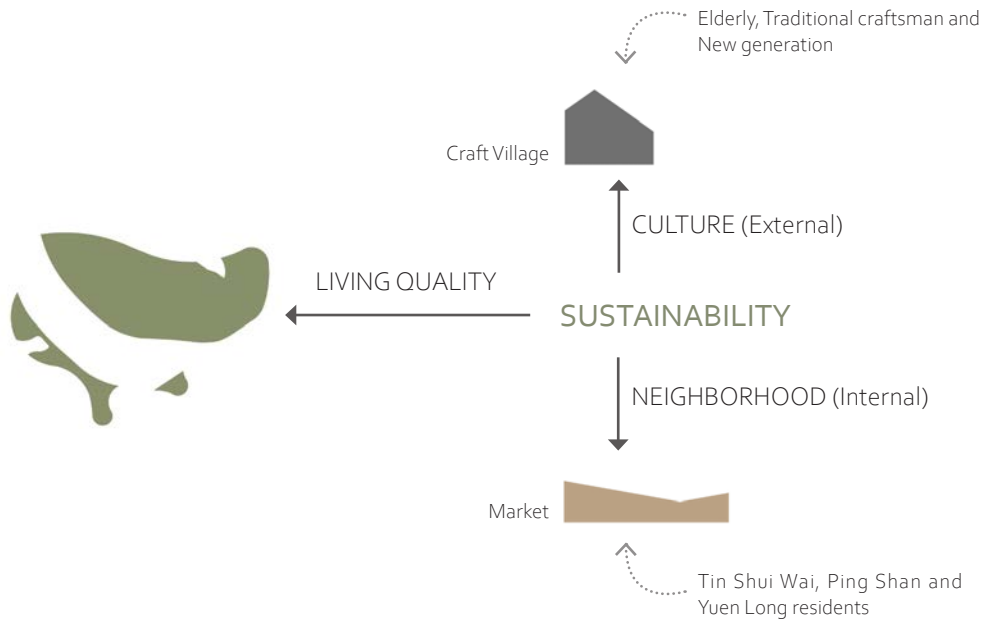 Elderly, Traditional craftsman and
New generation
Craft Village
CULTURE (External)
LIVING QUALITY
SUSTAINABILITY
NEIGHBORHOOD (Internal)
Market
Tin Shui Wai, Ping Shan and
Yuen Long residents